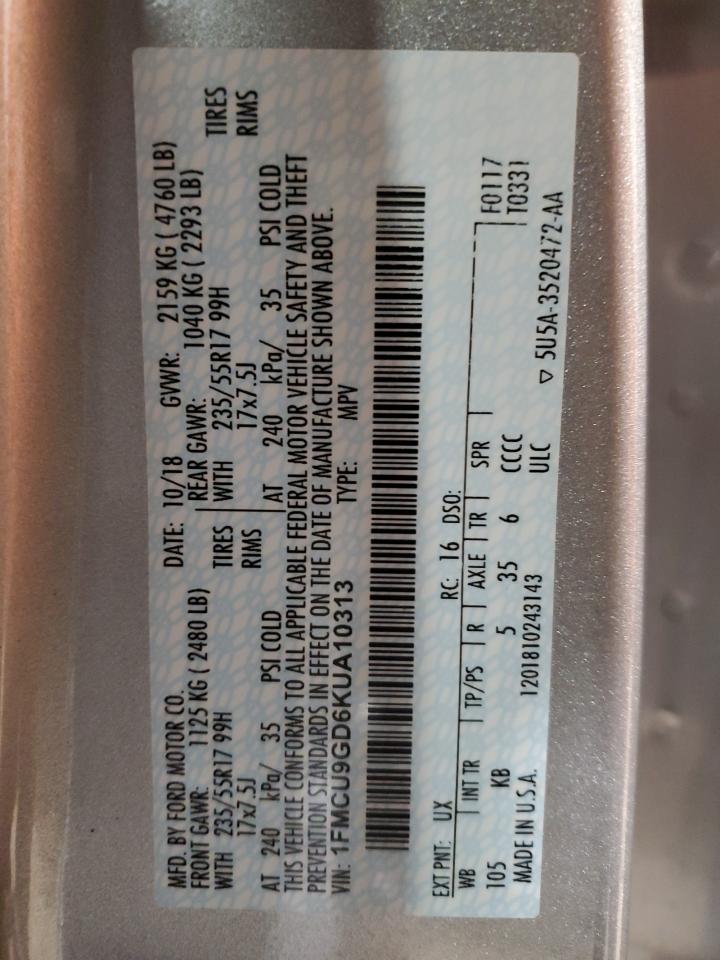 MFD. BY FORD MOTOR CO.
DATE: 10/18 GVWR: 2159 KG ( 4760 LB)
FRONT GAWR: 1125 KG ( 2480 LB) REAR GAWR: 1040 KG ( 2293 LB)
WITH 235/55R17 99H TIRES WITH 235/55R17 99H TIRES
17x7.5J RIMS 17x7.5J RIMS
AT 240 kPa/ 35 PSI COLD AT 240 kPa/ 35 PSI COLD
THIS VEHICLE CONFORMS TO ALL APPLICABLE FEDERAL MOTOR VEHICLE SAFETY AND THEFT
PREVENTION STANDARDS IN EFFECT ON THE DATE OF MANUFACTURE SHOWN ABOVE.
VIN: 1FMCU9GD6KUA10313 TYPE: MPV
EXT PNT: UX RC: 16 DSO:
WB INT TR TP/PS R AXLE TR SPR F0117
105 KB 5 35 6 CCCC T0331
MADE IN U.S.A. 1201810243143 ULC
▽ 5U5A-3520472-AA